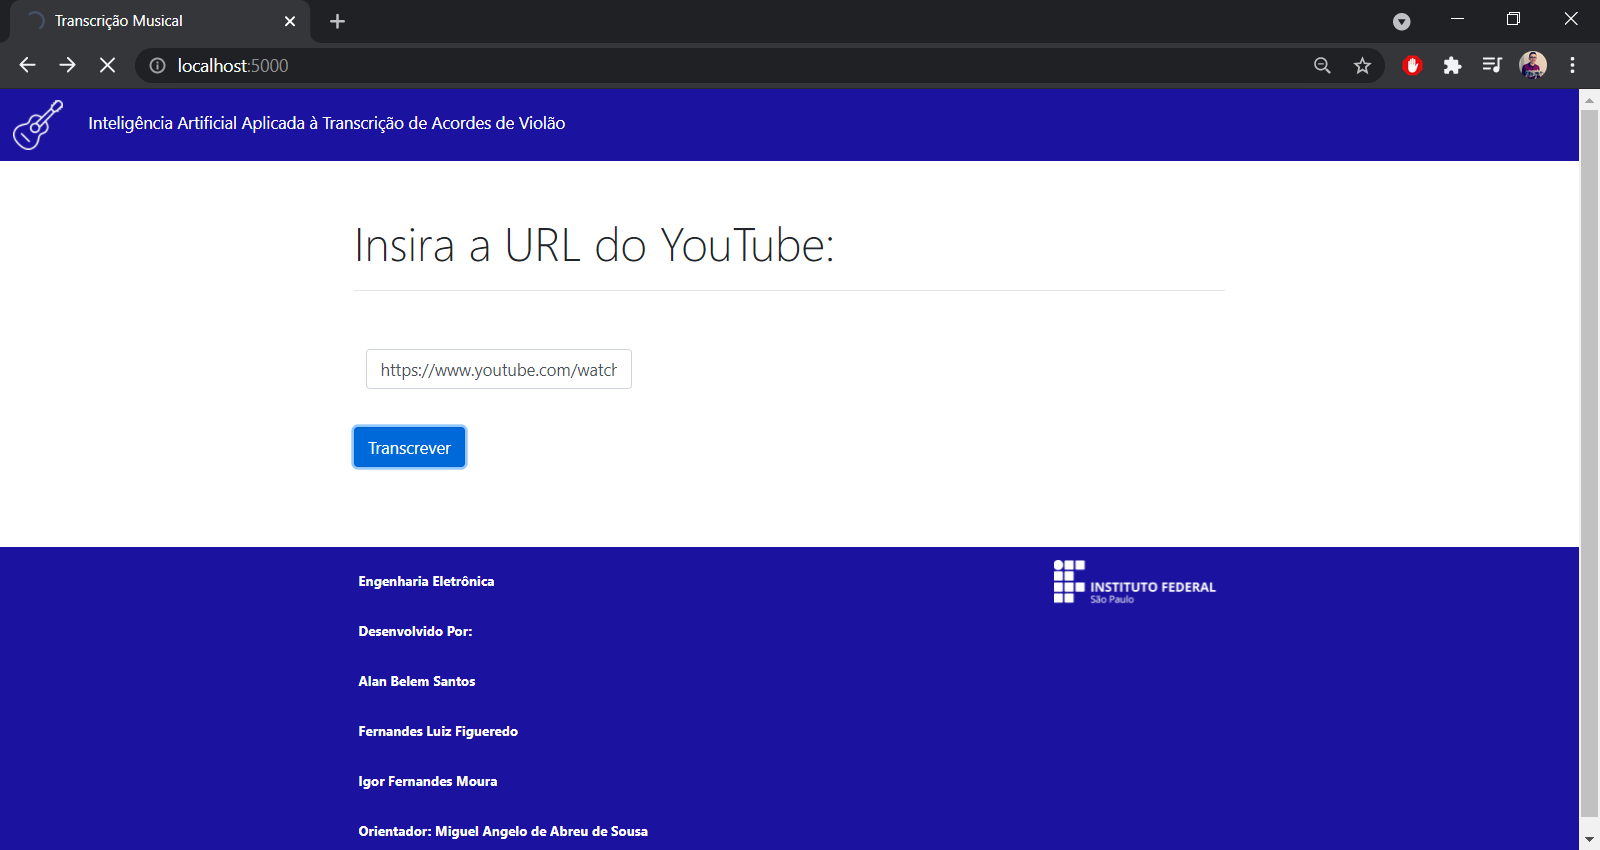 Transcrição Musical
localhost:5000
Inteligência Artificial Aplicada à Transcrição de Acordes de Violão
Insira a URL do YouTube:
https://www.youtube.com/watch
Transcrever
Engenharia Eletrônica
INSTITUTO FEDERAL
São Paulo
Desenvolvido Por:
Alan Belem Santos
Fernandes Luiz Figueredo
Igor Fernandes Moura
Orientador: Miguel Angelo de Abreu de Sousa